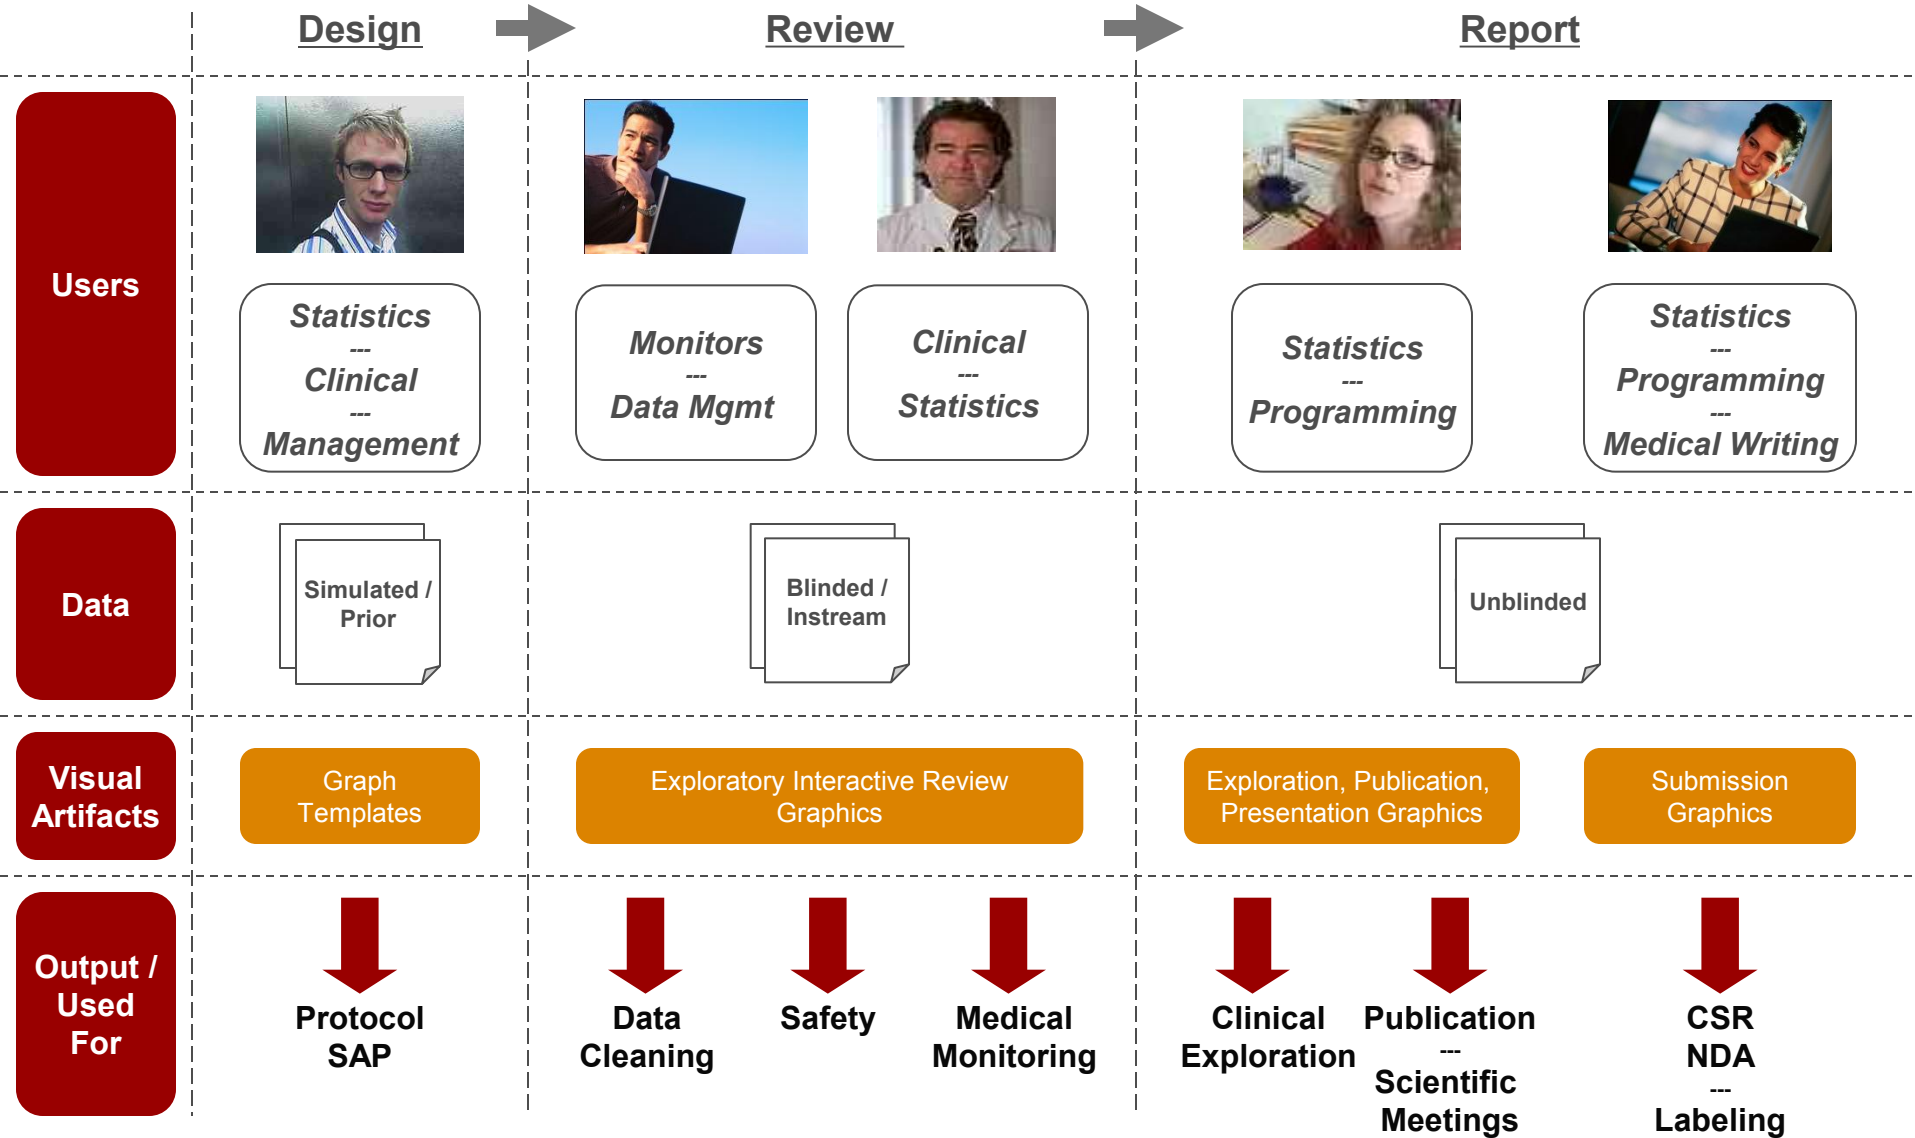 Design
Review
Report
Users
Statistics
---
Clinical
---
Management
Monitors
---
Data Mgmt
Clinical
---
Statistics
Statistics
---
Programming
Statistics
---
Programming
---
Medical Writing
Data
Simulated /
Prior
Blinded /
Instream
Unblinded
Visual
Artifacts
Graph
Templates
Exploratory Interactive Review
Graphics
Exploration, Publication,
Presentation Graphics
Submission
Graphics
Output /
Used
For
Protocol
SAP
Data
Cleaning
Safety
Medical
Monitoring
Clinical
Exploration
Publication
---
Scientific
Meetings
CSR
NDA
---
Labeling